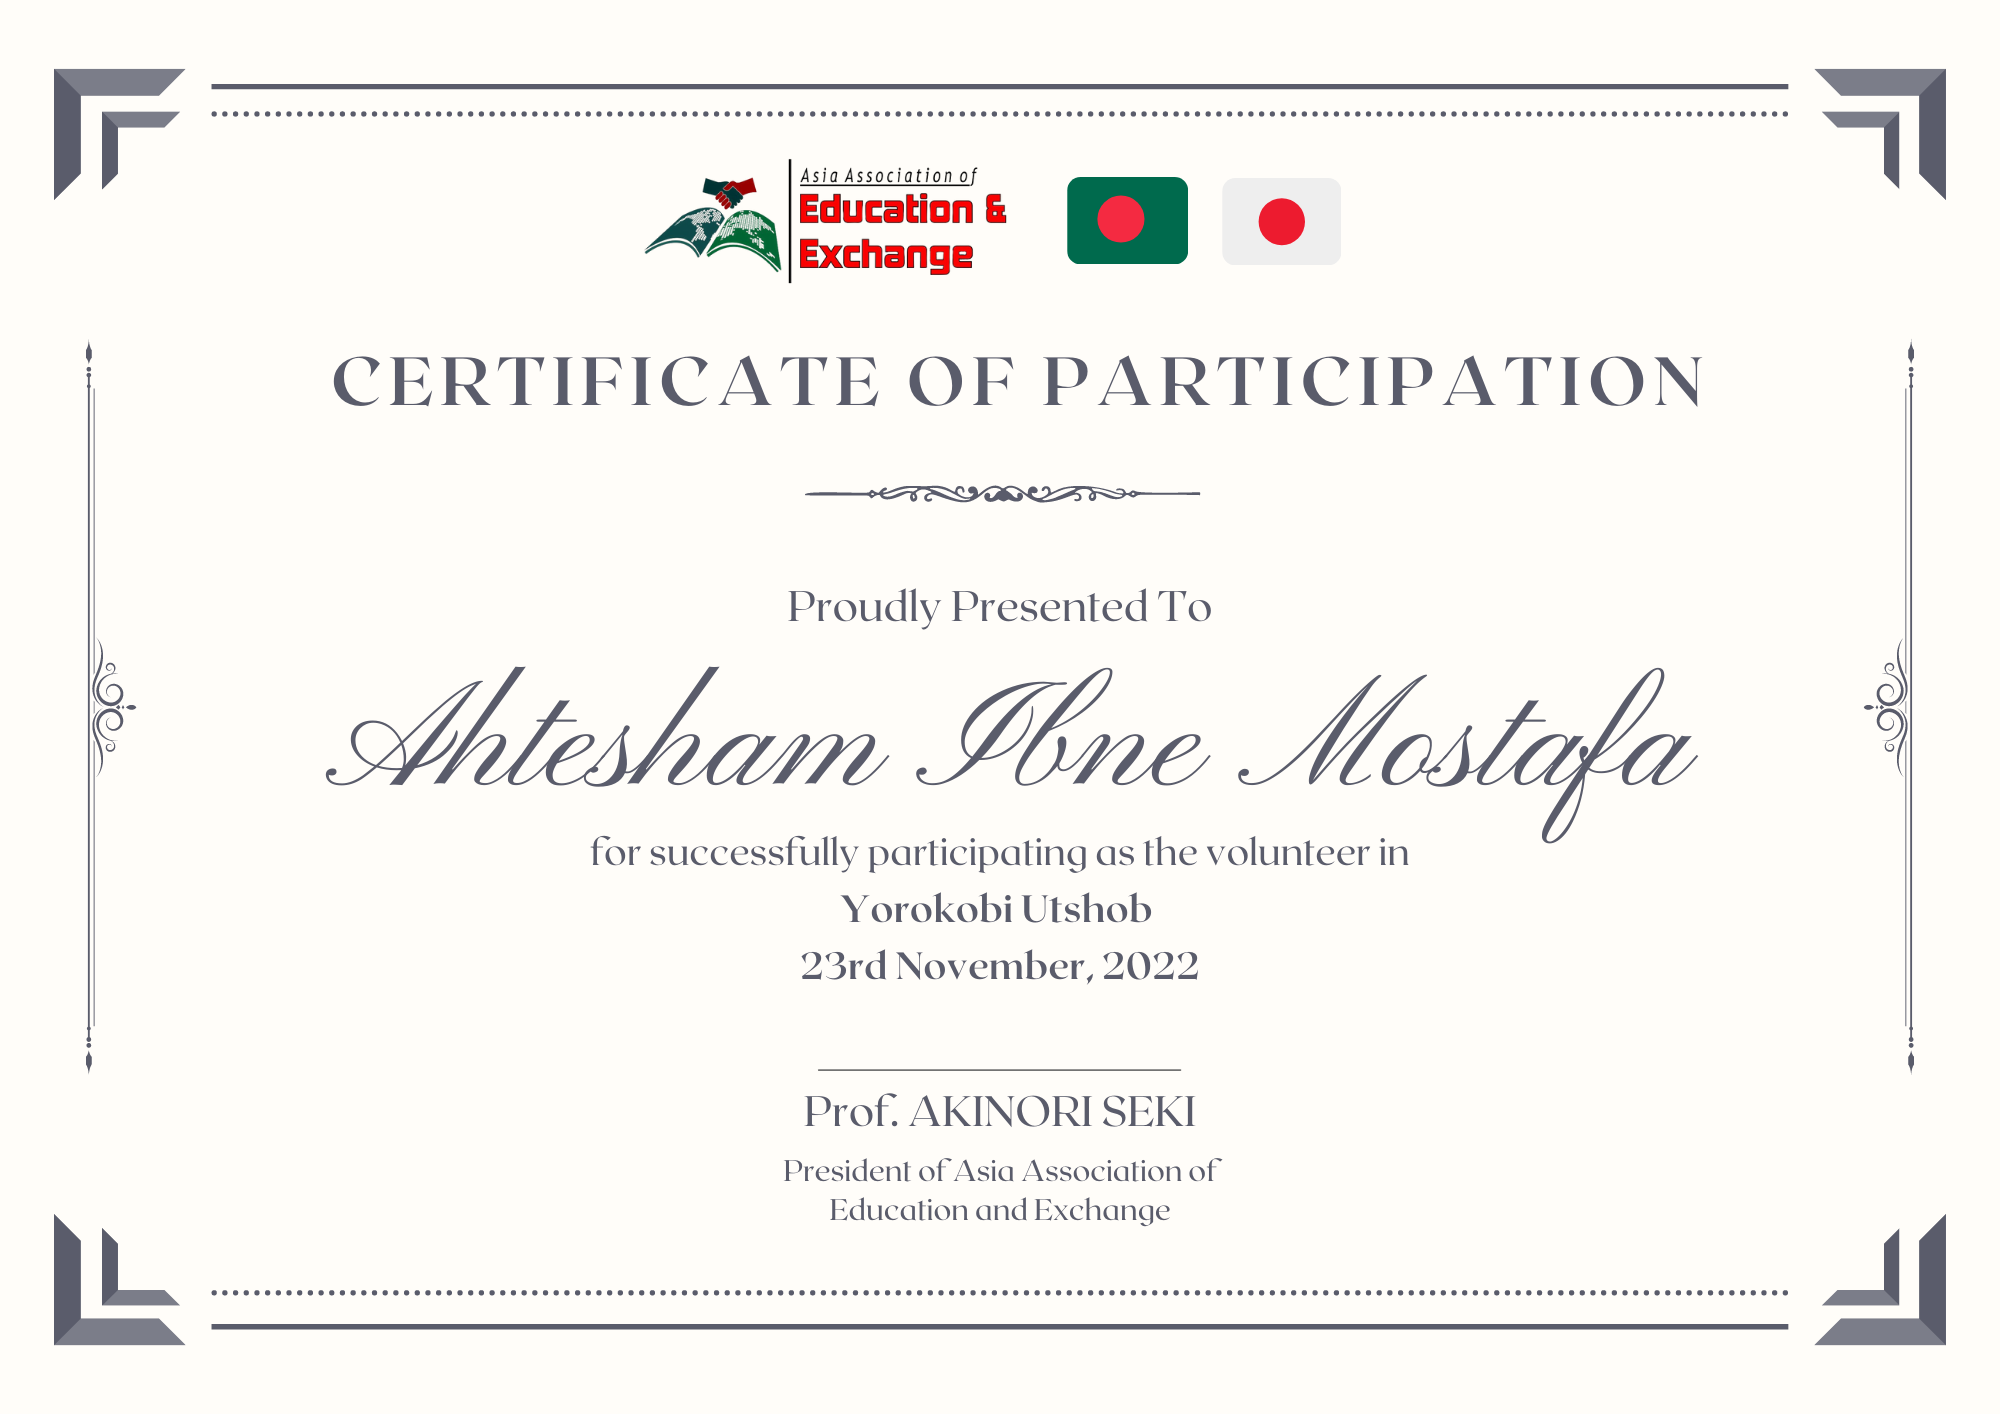 Asia Association of
Education &
Exchange
CERTIFICATE OF PARTICIPATION
Proudly Presented To
Ahtesham Ibne Mostafa
for successfully participating as the volunteer in
Yorokobi Utshob
23rd November, 2022
Prof. AKINORI SEKI
President of Asia Association of
Education and Exchange